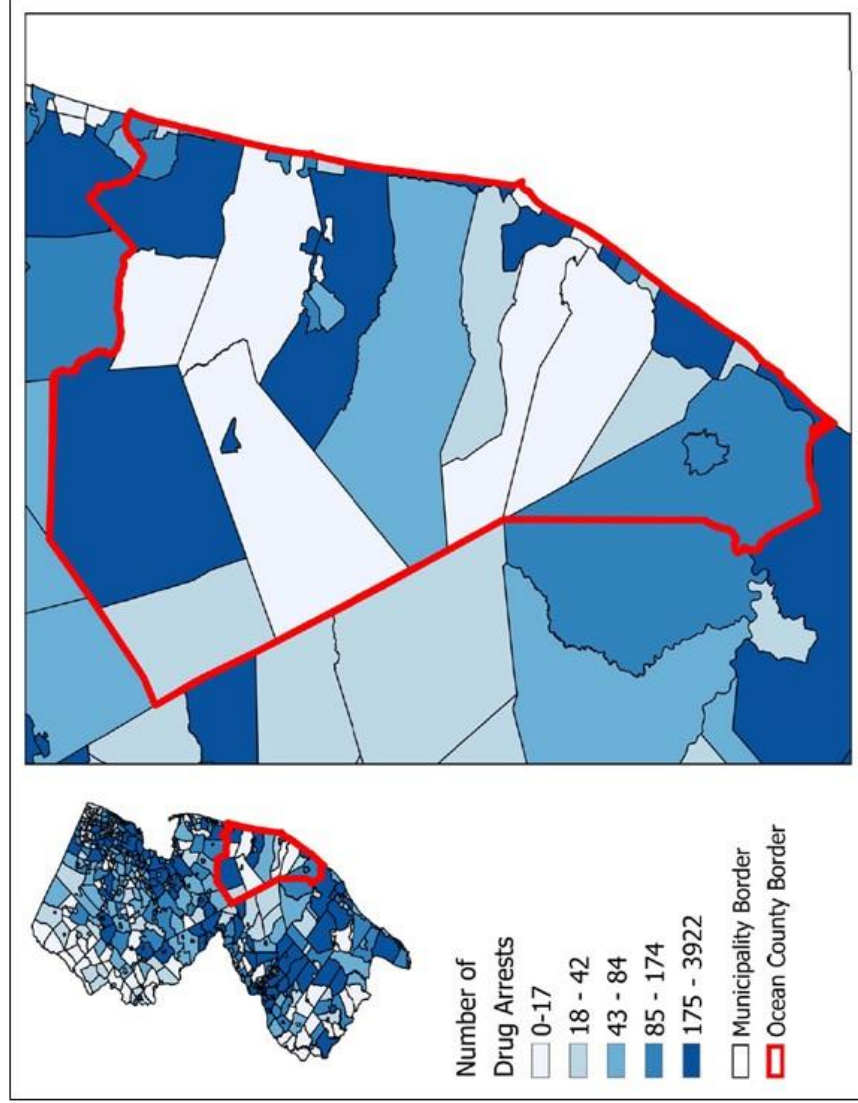 Number of
Drug Arrests
0-17
18 - 42
43 - 84
85 - 174
175 - 3922
Municipality Border
Ocean County Border